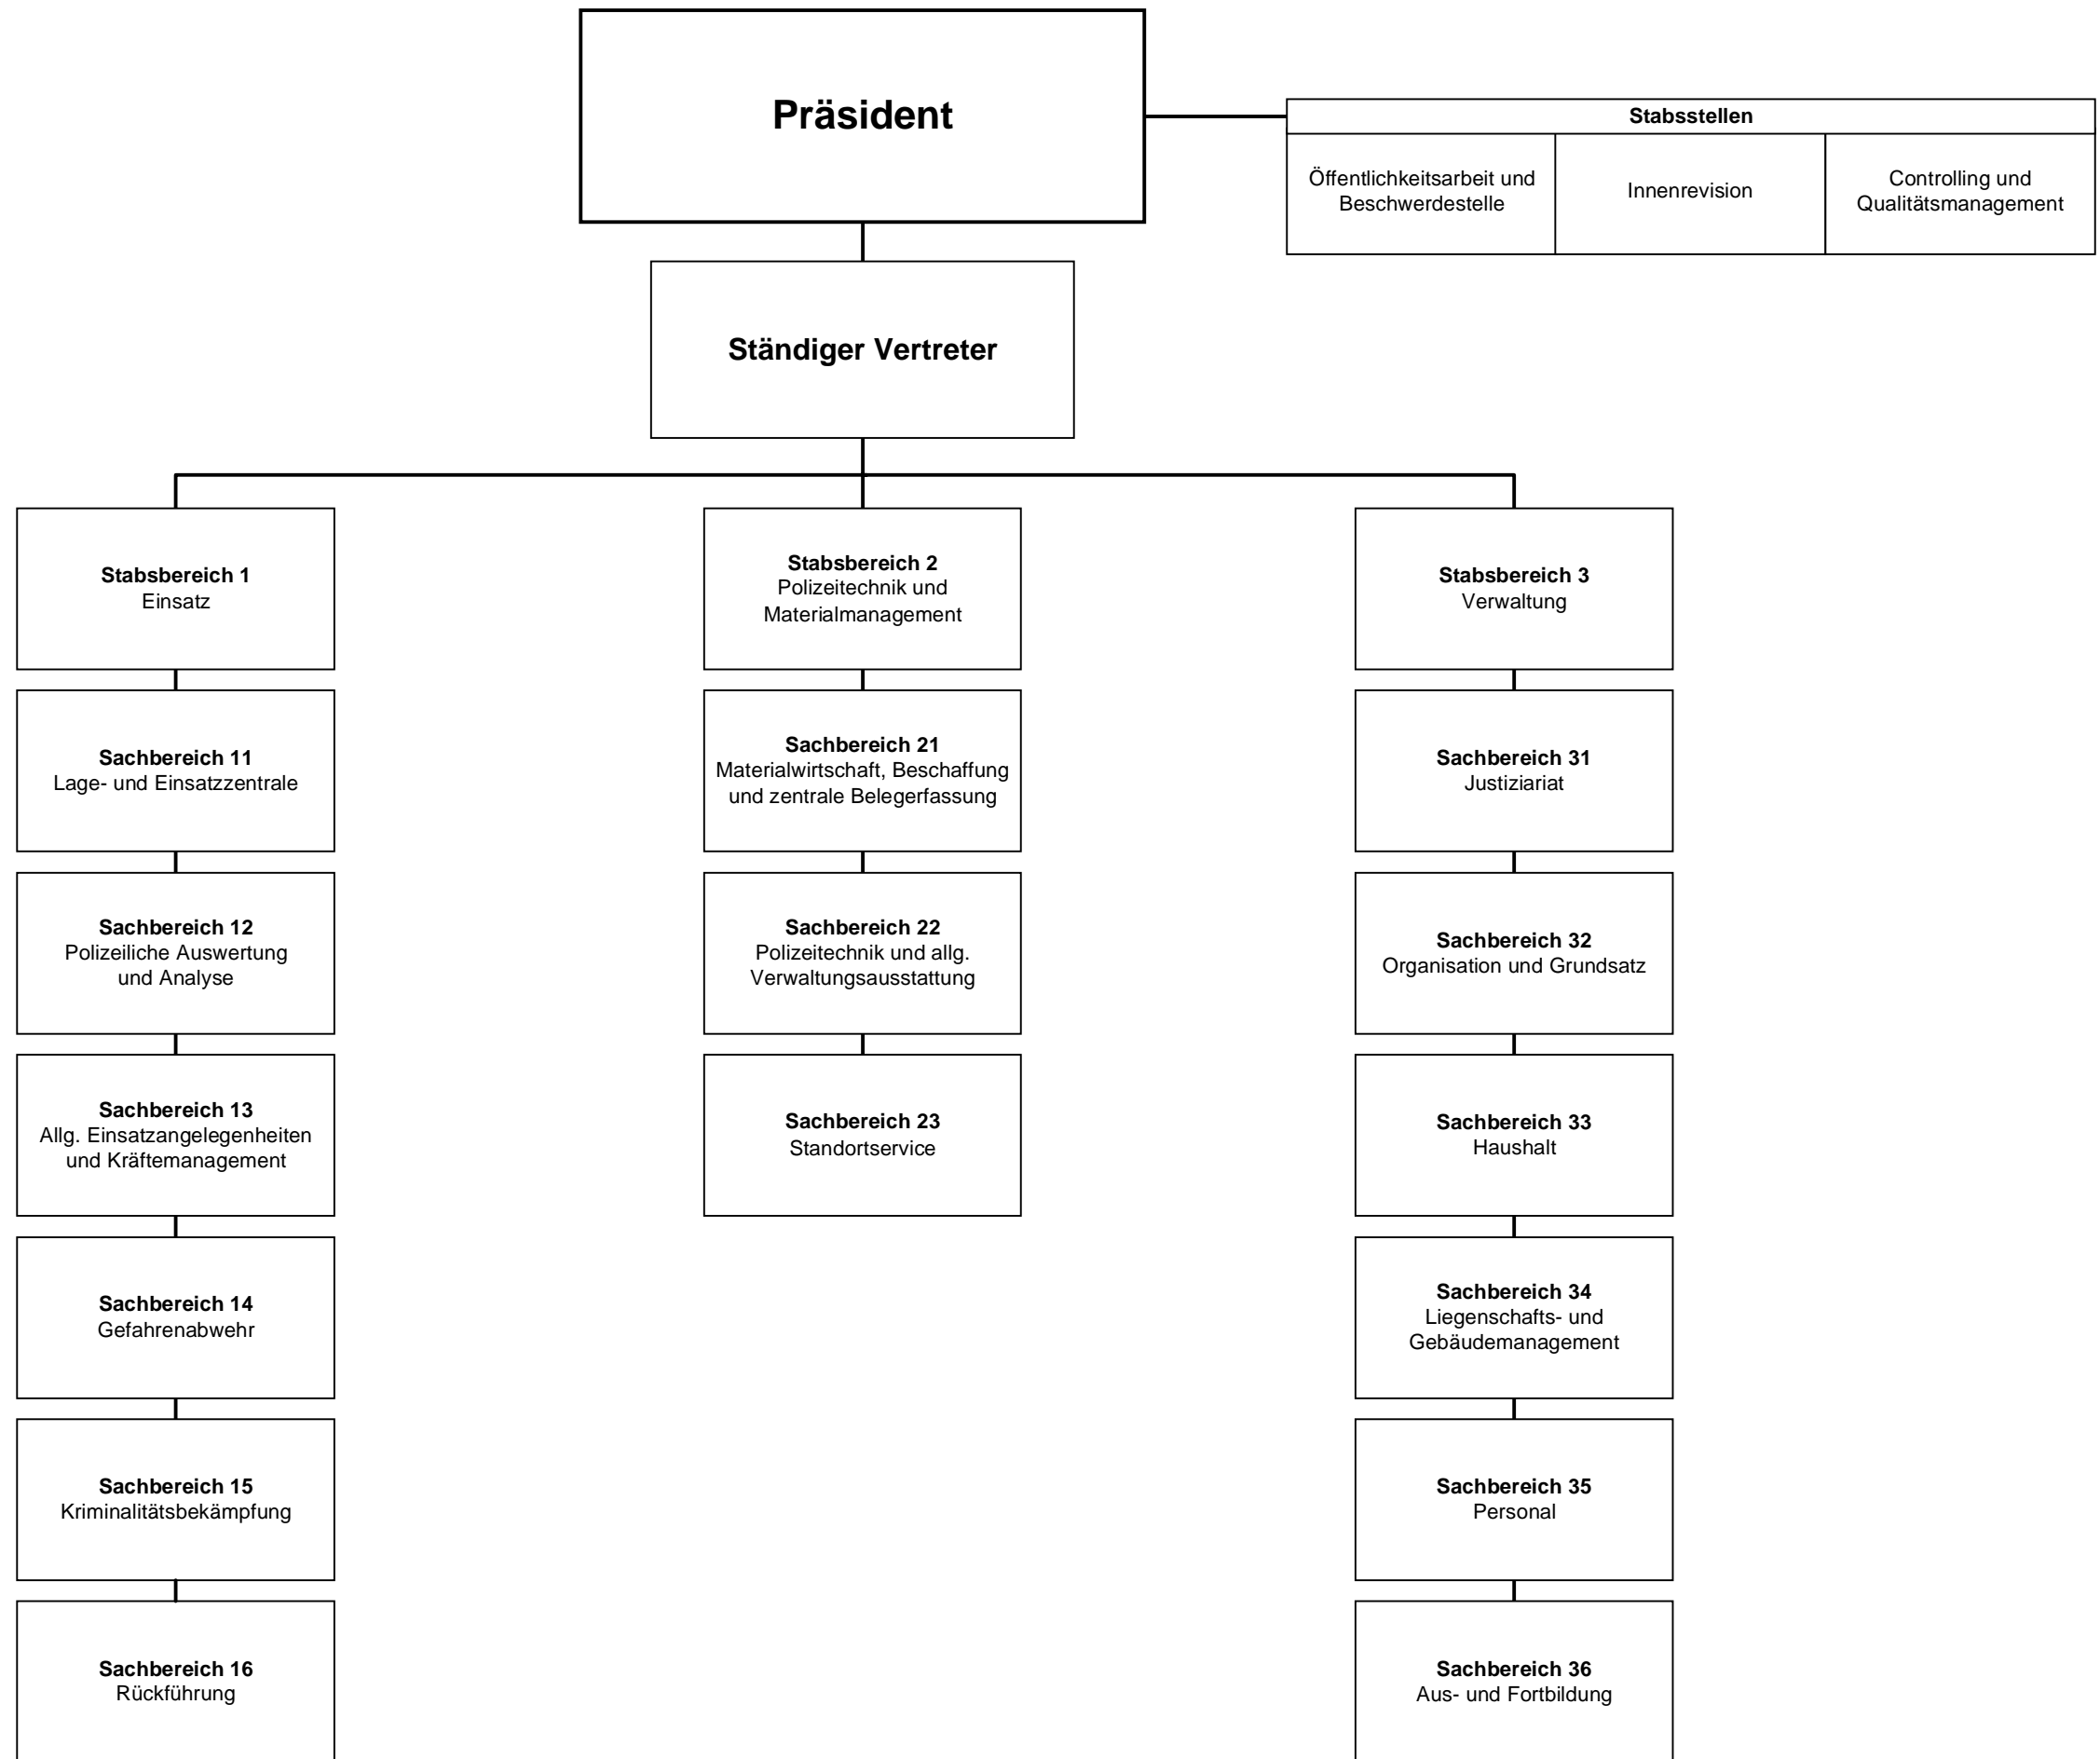 Präsident
Stabsstellen
Öffentlichkeitsarbeit und
Beschwerdestelle
Innenrevision
Controlling und
Qualitätsmanagement
Ständiger Vertreter
Stabsbereich 1
Einsatz
Stabsbereich 2
Polizeitechnik und
Materialmanagement
Stabsbereich 3
Verwaltung
Sachbereich 11
Lage- und Einsatzzentrale
Sachbereich 21
Materialwirtschaft, Beschaffung
und zentrale Belegerfassung
Sachbereich 31
Justiziariat
Sachbereich 12
Polizeiliche Auswertung
und Analyse
Sachbereich 22
Polizeitechnik und allg.
Verwaltungsausstattung
Sachbereich 32
Organisation und Grundsatz
Sachbereich 13
Allg. Einsatzangelegenheiten
und Kräftemanagement
Sachbereich 23
Standortservice
Sachbereich 33
Haushalt
Sachbereich 14
Gefahrenabwehr
Sachbereich 34
Liegenschafts- und
Gebäudemanagement
Sachbereich 15
Kriminalitätsbekämpfung
Sachbereich 35
Personal
Sachbereich 16
Rückführung
Sachbereich 36
Aus- und Fortbildung